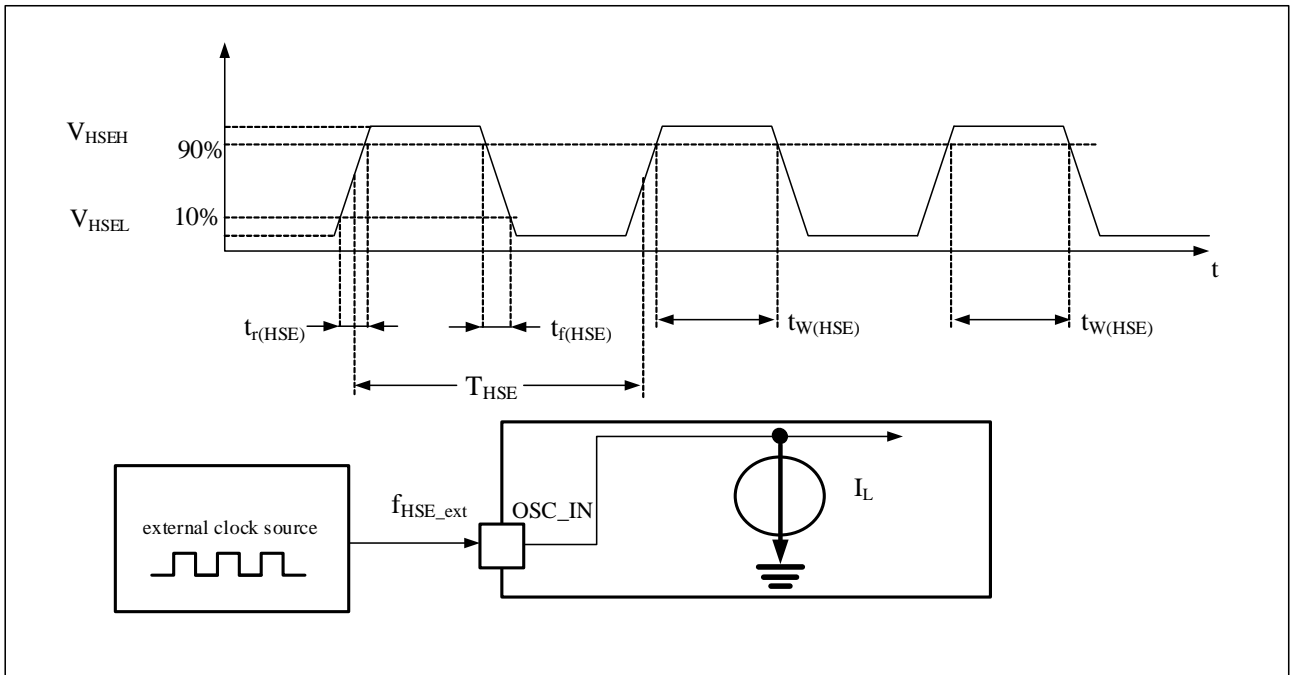 V_HSEH
90%
V_HSEL
10%
t
t_r(HSE)
t_f(HSE)
t_W(HSE)
t_W(HSE)
T_HSE
f_HSE_ext
OSC_IN
I_L
external clock source